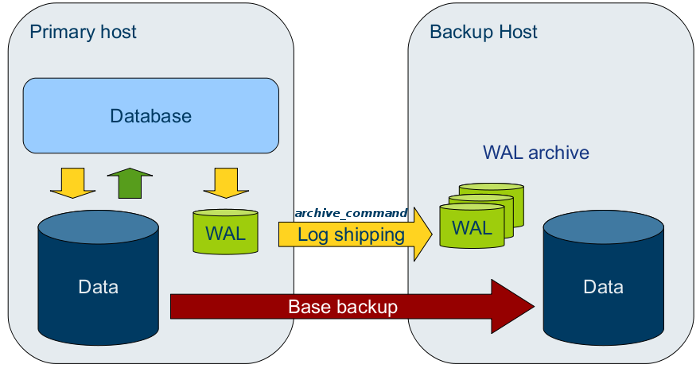 Primary host
Backup Host
Database
WAL archive
archive_command
WAL
Log shipping
WAL
Data
Base backup
Data